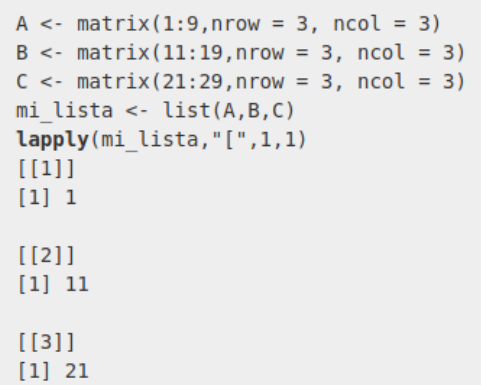 A <- matrix(1:9,nrow = 3, ncol = 3)
B <- matrix(11:19,nrow = 3, ncol = 3)
C <- matrix(21:29,nrow = 3, ncol = 3)
mi_lista <- list(A,B,C)
lapply(mi_lista,"[",1,1)
[[1]]
[1] 1
[[2]]
[1] 11
[[3]]
[1] 21